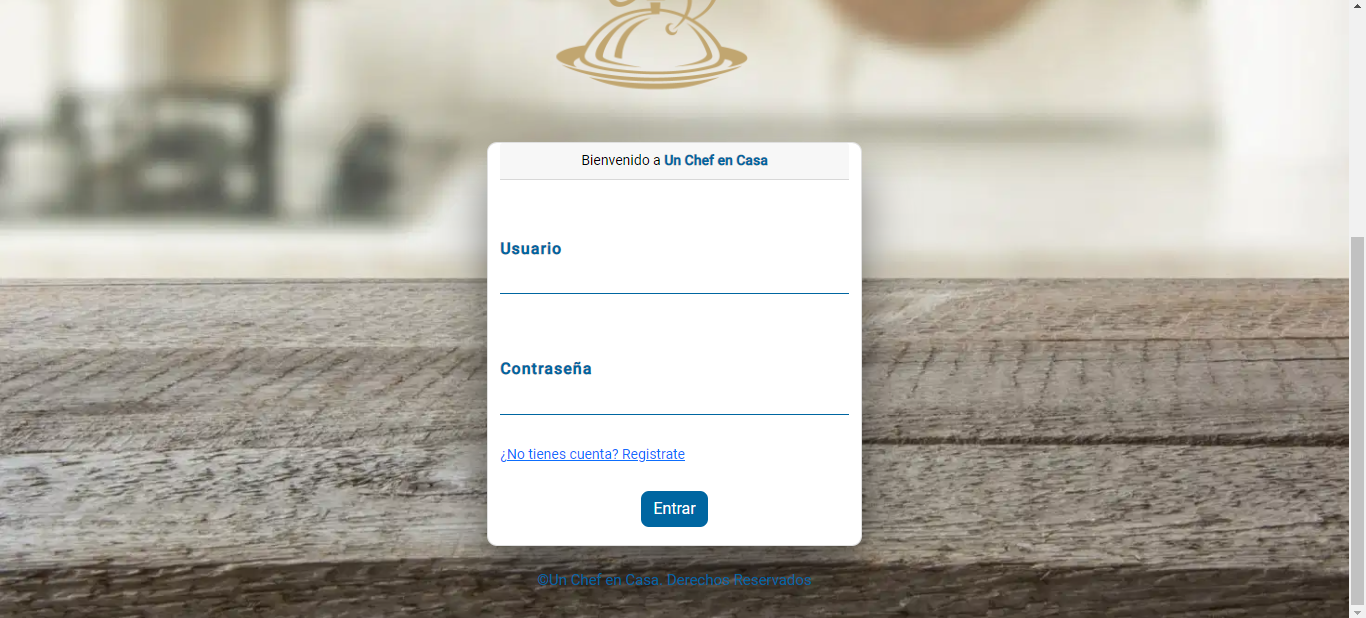 Bienvenido a Un Chef en Casa
Usuario
Contraseña
¿No tienes cuenta? Registrate
Entrar
©Un Chef en Casa. Derechos Reservados